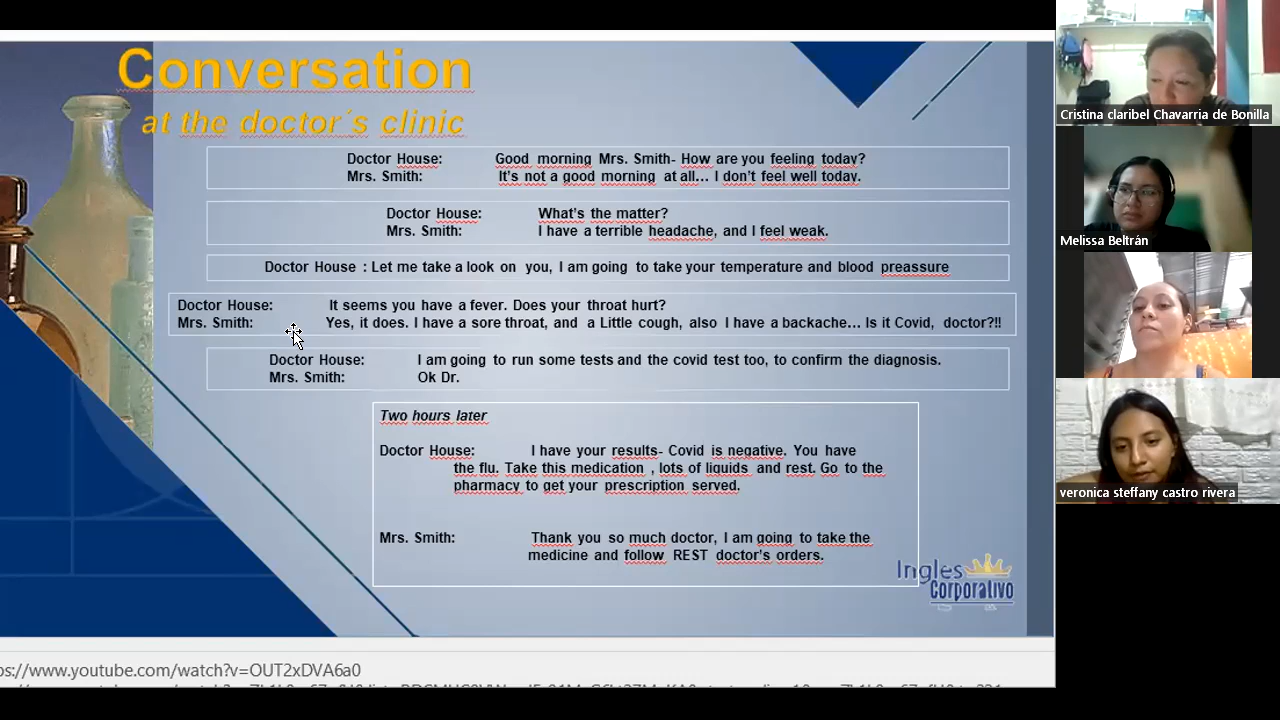 Conversation
at the doctor´s clinic
Doctor House: Good morning Mrs. Smith- How are you feeling today?
Mrs. Smith: It's not a good morning at all... I don't feel well today.
Doctor House: What's the matter?
Mrs. Smith: I have a terrible headache, and I feel weak.
Doctor House : Let me take a look on you, I am going to take your temperature and blood preassure
Doctor House: It seems you have a fever. Does your throat hurt?
Mrs. Smith: Yes, it does. I have a sore throat, and a Little cough, also I have a backache... Is it Covid, doctor?!!
Doctor House: I am going to run some tests and the covid test too, to confirm the diagnosis.
Mrs. Smith: Ok Dr.
Two hours later
Doctor House: I have your results- Covid is negative. You have
the flu. Take this medication , lots of liquids and rest. Go to the
pharmacy to get your prescription served.
Mrs. Smith: Thank you so much doctor, I am going to take the
medicine and follow REST doctor's orders.
Ingles
Corporativo
ps://www.youtube.com/watch?v=OUT2xDVA6a0
Cristina claribel Chavarria de Bonilla
Melissa Beltrán
veronica steffany castro rivera